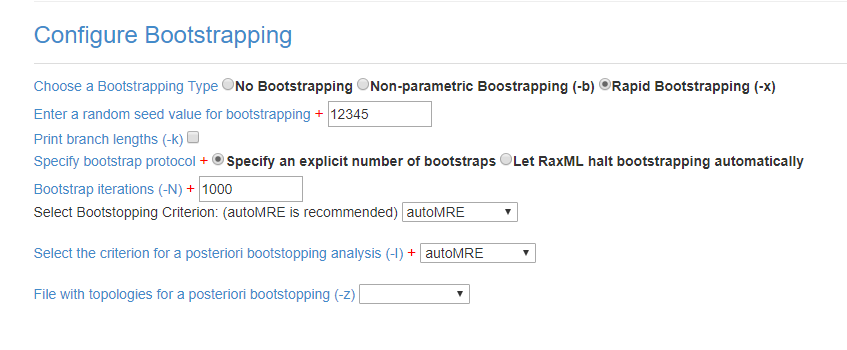 Configure Bootstrapping
Choose a Bootstrapping Type No Bootstrapping Non-parametric Boostrapping (-b) Rapid Bootstrapping (-x)
Enter a random seed value for bootstrapping + 12345
Print branch lengths (-k)
Specify bootstrap protocol + Specify an explicit number of bootstraps Let RaxML halt bootstrapping automatically
Bootstrap iterations (-N) + 1000
Select Bootstopping Criterion: (autoMRE is recommended) autoMRE
Select the criterion for a posteriori bootstopping analysis (-I) + autoMRE
File with topologies for a posteriori bootstopping (-z)